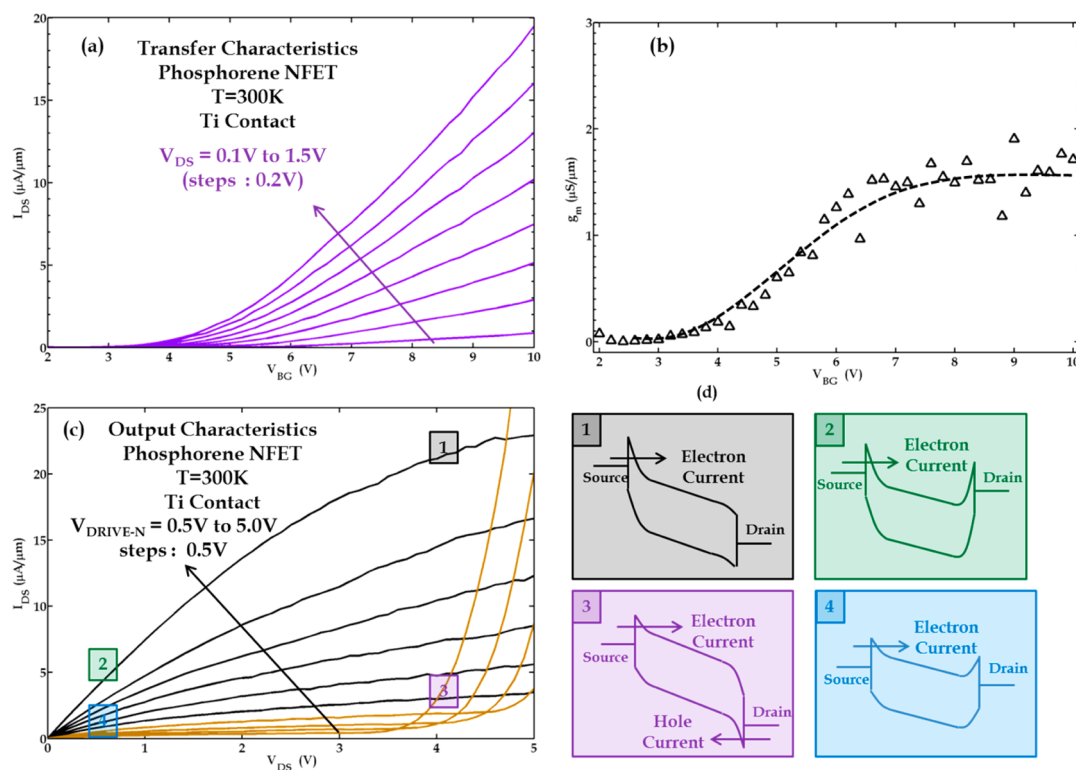 (a)
Transfer Characteristics
Phosphorene NFET
T=300K
Ti Contact
V_DS = 0.1V to 1.5V
(steps : 0.2V)
I_DS (μA/μm)
20
15
10
5
0
2 3 4 5 6 7 8 9 10
V_BG (V)
(b)
g_m (μS/μm)
4
3
2
1
0
2 3 4 5 6 7 8 9 10
V_BG (V)
(c)
Output Characteristics
Phosphorene NFET
T=300K
Ti Contact
V_DRIVE-N = 0.5V to 5.0V
steps : 0.5V
I_DS (μA/μm)
25
20
15
10
5
0
1
2
3
4
0 1 2 3 4 5
V_DS (V)
(d)
1
Electron
Current
Source
Drain
2
Electron
Current
Source
Drain
3
Electron
Current
Source
Drain
Hole
Current
4
Electron
Current
Source
Drain